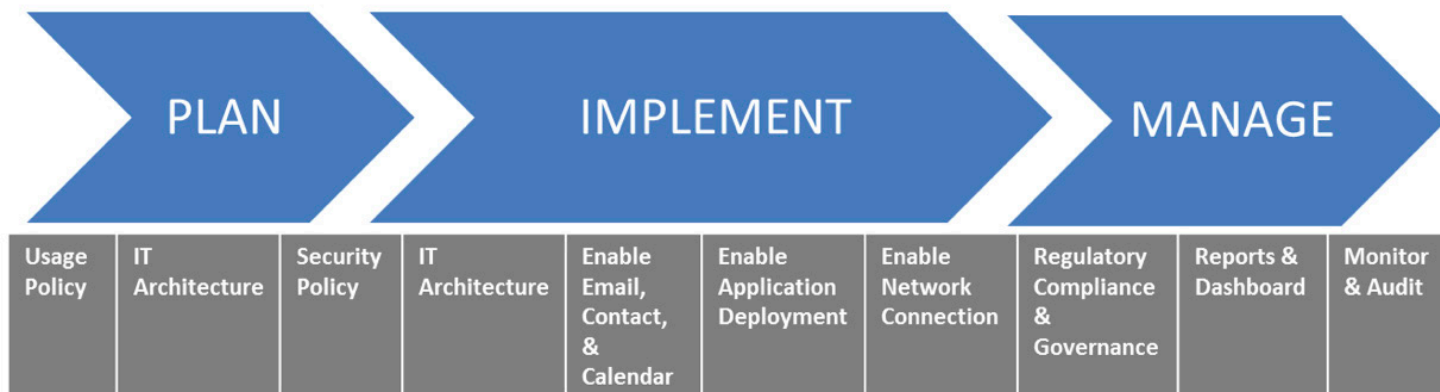 PLAN
IMPLEMENT
MANAGE
Usage
Policy
IT
Architecture
Security
Policy
IT
Architecture
Enable
Email,
Contact,
&
Calendar
Enable
Application
Deployment
Enable
Network
Connection
Regulatory
Compliance
&
Governance
Reports &
Dashboard
Monitor
& Audit